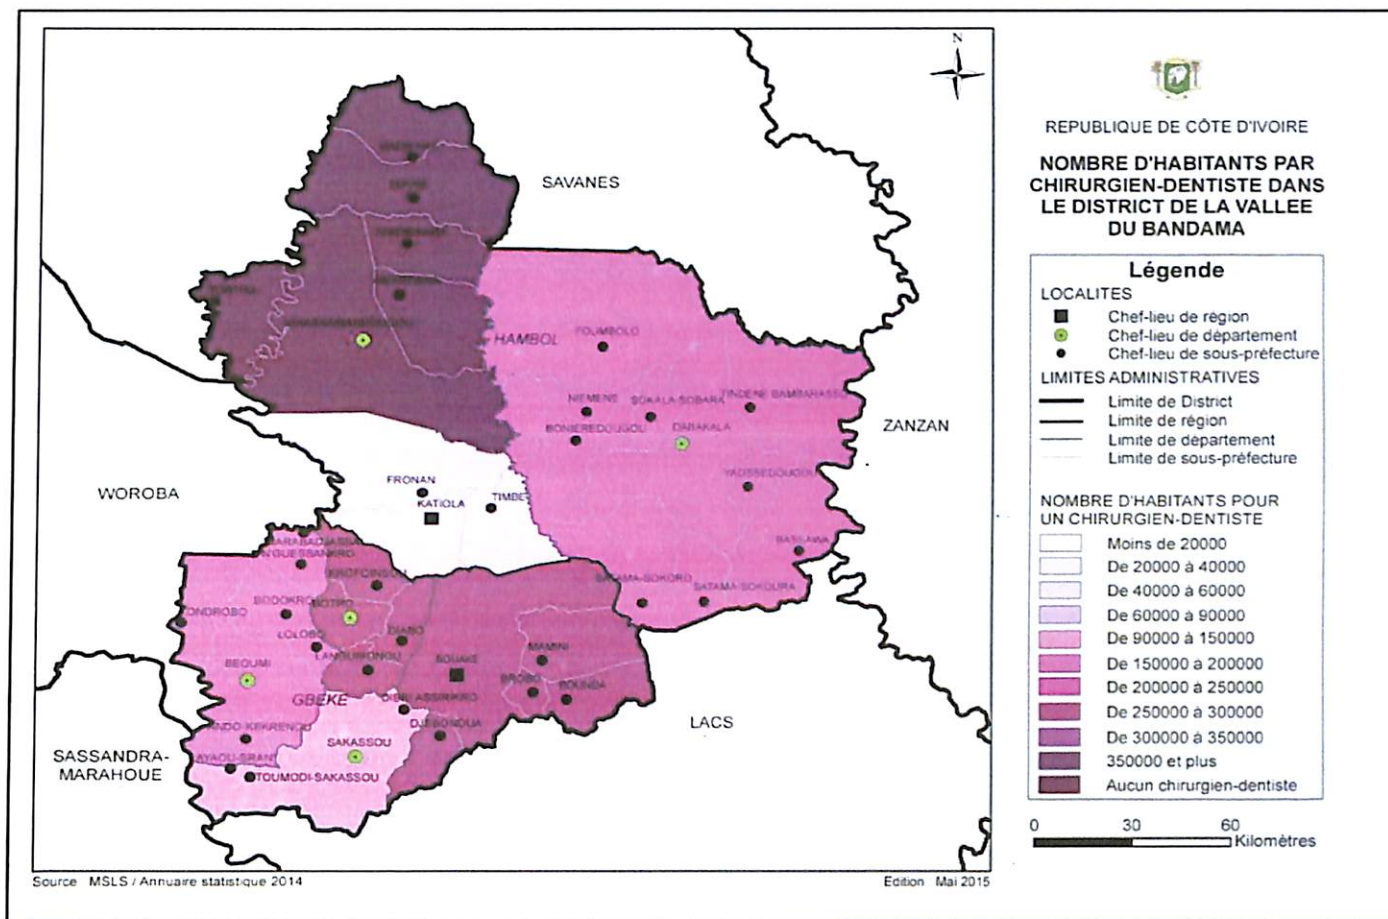 N
SAVANES
HAMBOL
FOUMBOLO
NIEMENE
SOKALA-SOBARA
TINDENE BAMBARASSO
BONIEREDOUGOU
DABAKALA
ZANZAN
YAOSSEDOUGOU
WOROBA
FRONAN
KATIOLA
TIMBE
BASSAWA
MARABADJASSA
N'GUESSANKRO
KROFOINSOU
SATAMA-SOKORO
SATAMA-SOKOURA
BODOKRO
BOTRO
ONDROBO
LOLOBO
DIABO
BEOUMI
LANGUIBONOU
BOUAKE
MAMINI
BROBO
BOUNDA
GBEKE
DJEBONOUA
ANDO-KEKRENOU
LACS
SAKASSOU
SASSANDRA-
MARAHOUE
AYAOU-SRAN
TOUMODI-SAKASSOU
Source MSLS / Annuaire statistique 2014
Edition Mai 2015
REPUBLIQUE DE CÔTE D'IVOIRE
NOMBRE D'HABITANTS PAR
CHIRURGIEN-DENTISTE DANS
LE DISTRICT DE LA VALLEE
DU BANDAMA
Légende
LOCALITES
Chef-lieu de région
Chef-lieu de département
Chef-lieu de sous-préfecture
LIMITES ADMINISTRATIVES
Limite de District
Limite de région
Limite de département
Limite de sous-préfecture
NOMBRE D'HABITANTS POUR
UN CHIRURGIEN-DENTISTE
Moins de 20000
De 20000 à 40000
De 40000 à 60000
De 60000 à 90000
De 90000 à 150000
De 150000 à 200000
De 200000 à 250000
De 250000 à 300000
De 300000 à 350000
350000 et plus
Aucun chirurgien-dentiste
0 30 60
Kilomètres